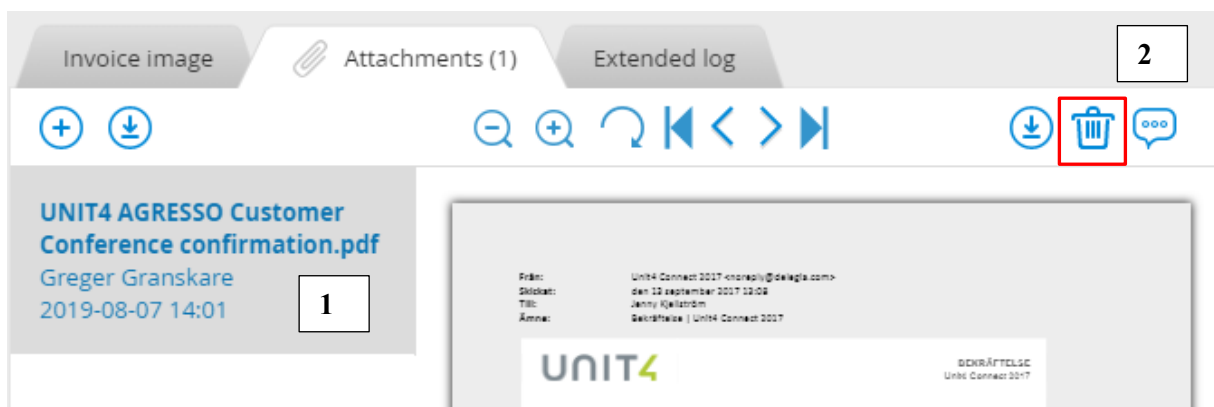 Invoice image
Attachments (1)
Extended log
2
UNIT4 AGRESSO Customer
Conference confirmation.pdf
Greger Granskare
2019-08-07 14:01
1
Från: Unit4 Connect 2017 <noreply@delegia.com>
Skickat: den 13 september 2017 13:08
Till: Jenny Kjellström
Ämne: Bekräftelse | Unit4 Connect 2017
UNIT4
BEKRÄFTELSE
Unit4 Connect 2017